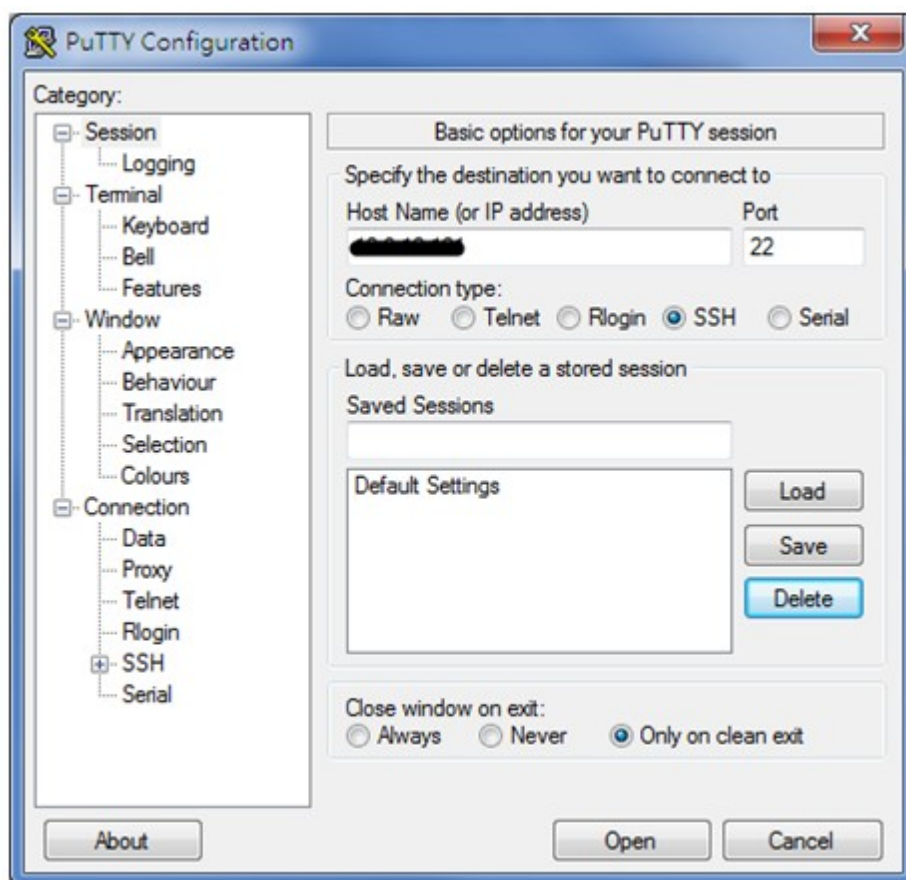 PuTTY Configuration
Category:
Session
Logging
Terminal
Keyboard
Bell
Features
Window
Appearance
Behaviour
Translation
Selection
Colours
Connection
Data
Proxy
Telnet
Rlogin
SSH
Serial
Basic options for your PuTTY session
Specify the destination you want to connect to
Host Name (or IP address) Port
22
Connection type:
Raw Telnet Rlogin SSH Serial
Load, save or delete a stored session
Saved Sessions
Default Settings
Load
Save
Delete
Close window on exit:
Always Never Only on clean exit
About Open Cancel